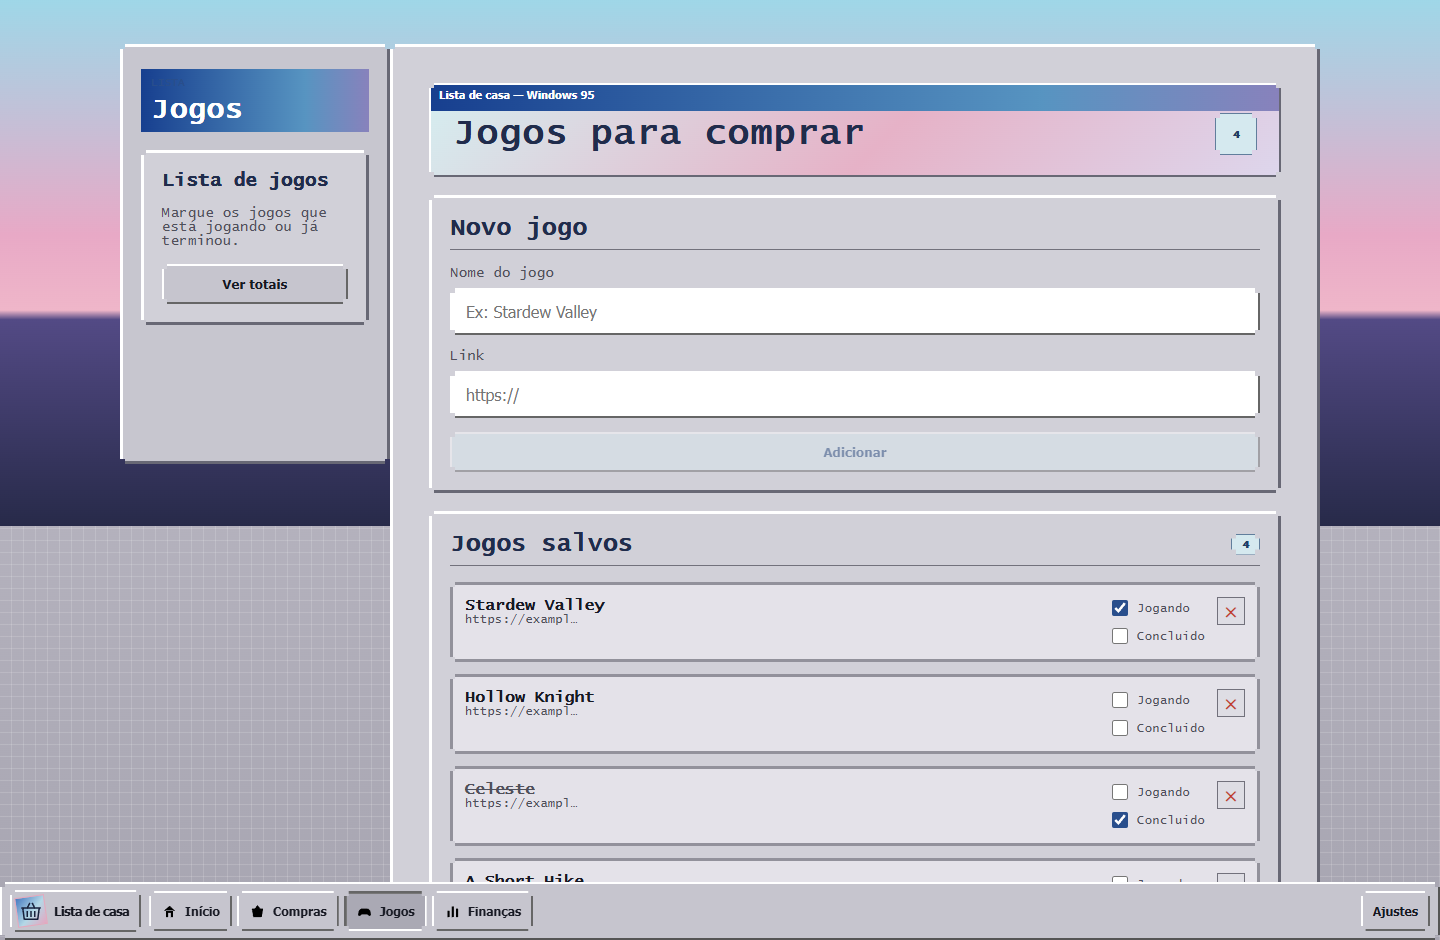 Jogos
Lista de jogos
Marque os jogos que
está jogando ou já
terminou.
Ver totais
Lista de casa — Windows 95
Jogos para comprar
4
Novo jogo
Nome do jogo
Ex: Stardew Valley
Link
https://
Adicionar
Jogos salvos
4
Stardew Valley
https://exampl…
Jogando
Concluido
Hollow Knight
https://exampl…
Jogando
Concluido
Celeste
https://exampl…
Jogando
Concluido
A Short Hike
Lista de casa
Início
Compras
Jogos
Finanças
Ajustes